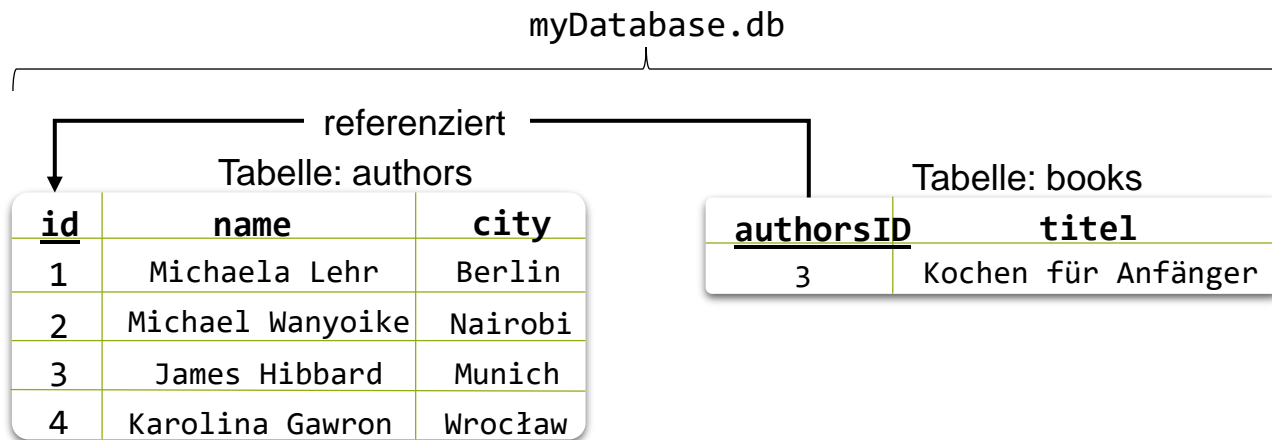 myDatabase.db
referenziert
Tabelle: authors
id name city
1 Michaela Lehr Berlin
2 Michael Wanyoike Nairobi
3 James Hibbard Munich
4 Karolina Gawron Wrocław
Tabelle: books
authorsID titel
3 Kochen für Anfänger